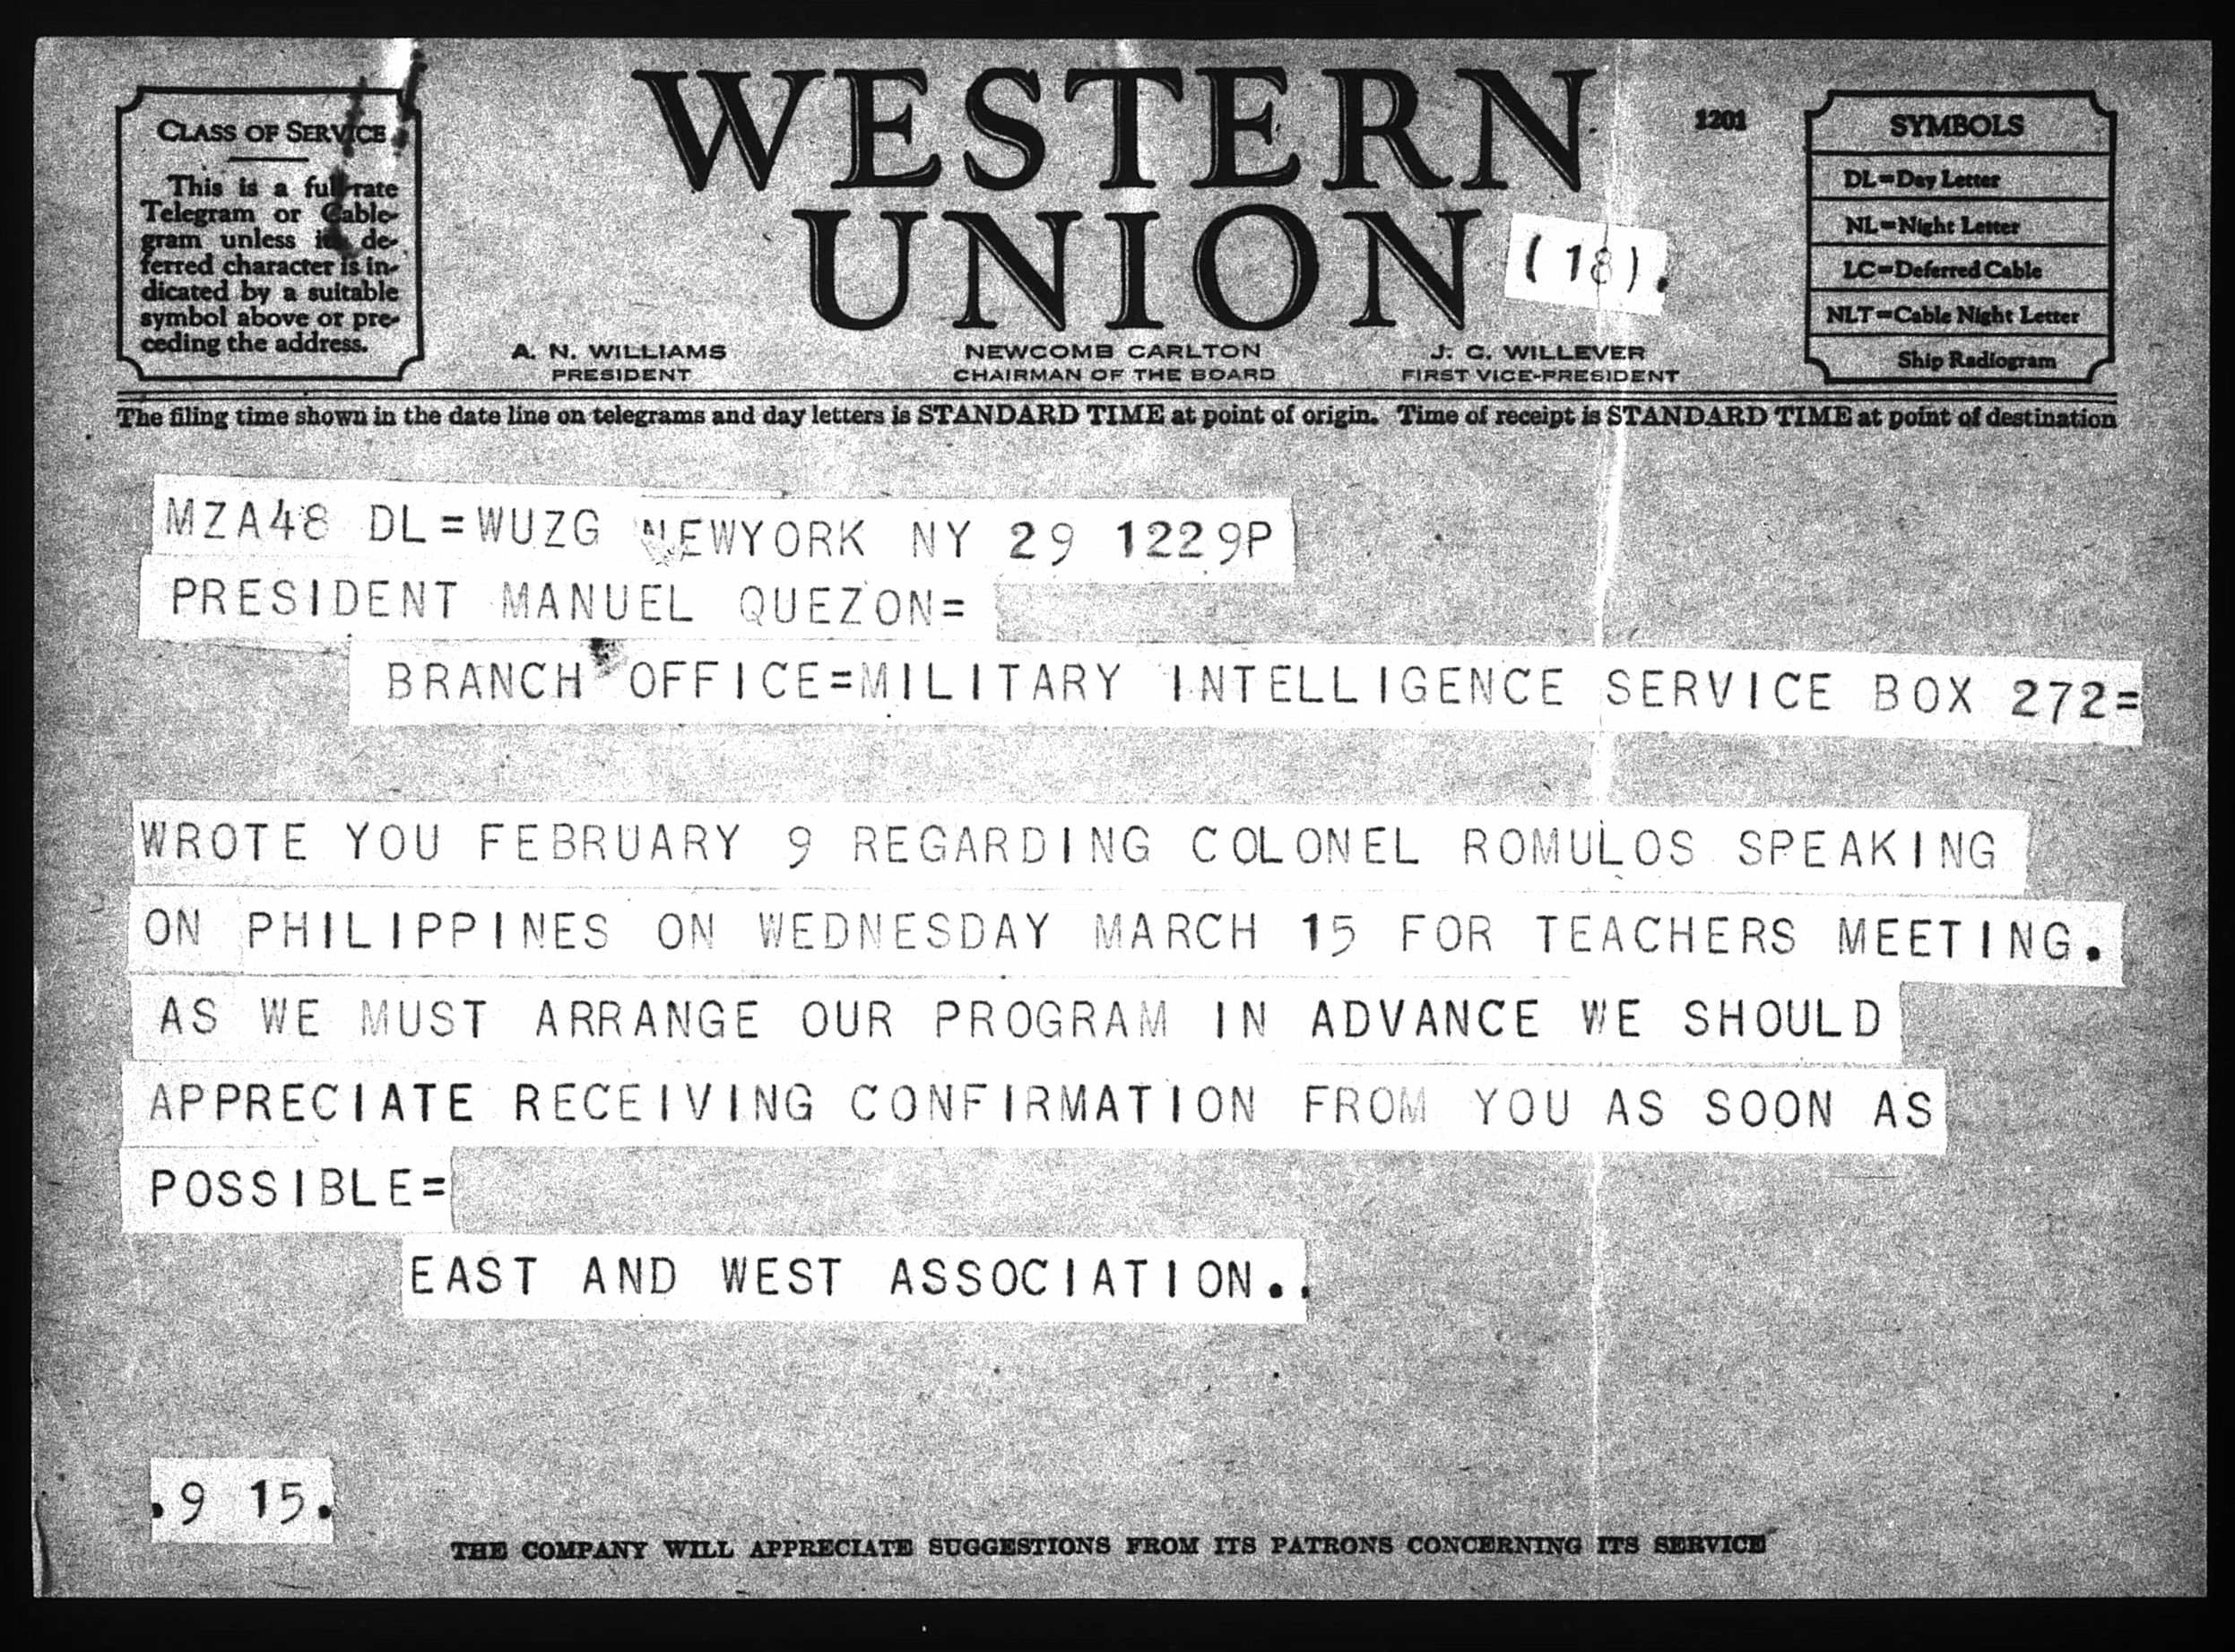 CLASS OF SERVICE
This is a full-rate
Telegram or Cable-
gram unless its de-
ferred character is in-
dicated by a suitable
symbol above or pre-
ceding the address.
WESTERN
UNION
1201
(18).
SYMBOLS
DL=Day Letter
NL=Night Letter
LC=Deferred Cable
NLT=Cable Night Letter
Ship Radiogram
A. N. WILLIAMS
PRESIDENT
NEWCOMB CARLTON
CHAIRMAN OF THE BOARD
J. C. WILLEVER
FIRST VICE-PRESIDENT
The filing time shown in the date line on telegrams and day letters is STANDARD TIME at point of origin. Time of receipt is STANDARD TIME at point of destination
MZA48 DL=WUZG NEWYORK NY 29 1229P
PRESIDENT MANUEL QUEZON=
BRANCH OFFICE=MILITARY INTELLIGENCE SERVICE BOX 272=
WROTE YOU FEBRUARY 9 REGARDING COLONEL ROMULOS SPEAKING
ON PHILIPPINES ON WEDNESDAY MARCH 15 FOR TEACHERS MEETING.
AS WE MUST ARRANGE OUR PROGRAM IN ADVANCE WE SHOULD
APPRECIATE RECEIVING CONFIRMATION FROM YOU AS SOON AS
POSSIBLE=
EAST AND WEST ASSOCIATION..
.9 15.
THE COMPANY WILL APPRECIATE SUGGESTIONS FROM ITS PATRONS CONCERNING ITS SERVICE